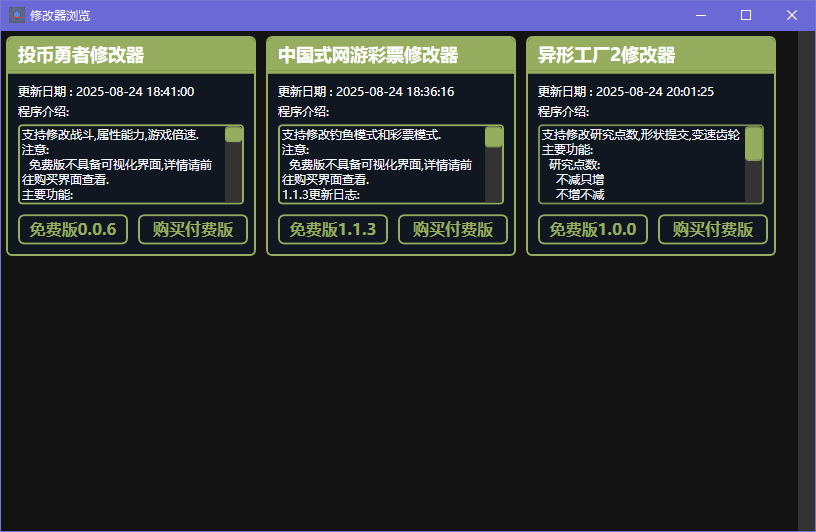 修改器浏览
投币勇者修改器
更新日期 : 2025-08-24 18:41:00
程序介绍:
支持修改战斗,属性能力,游戏倍速.
注意:
免费版不具备可视化界面,详情请前
往购买界面查看.
主要功能:
免费版0.0.6
购买付费版
中国式网游彩票修改器
更新日期 : 2025-08-24 18:36:16
程序介绍:
支持修改钓鱼模式和彩票模式.
注意:
免费版不具备可视化界面,详情请前
往购买界面查看.
1.1.3更新日志:
免费版1.1.3
购买付费版
异形工厂2修改器
更新日期 : 2025-08-24 20:01:25
程序介绍:
支持修改研究点数,形状提交,变速齿轮
主要功能:
研究点数:
不减只增
不增不减
免费版1.0.0
购买付费版